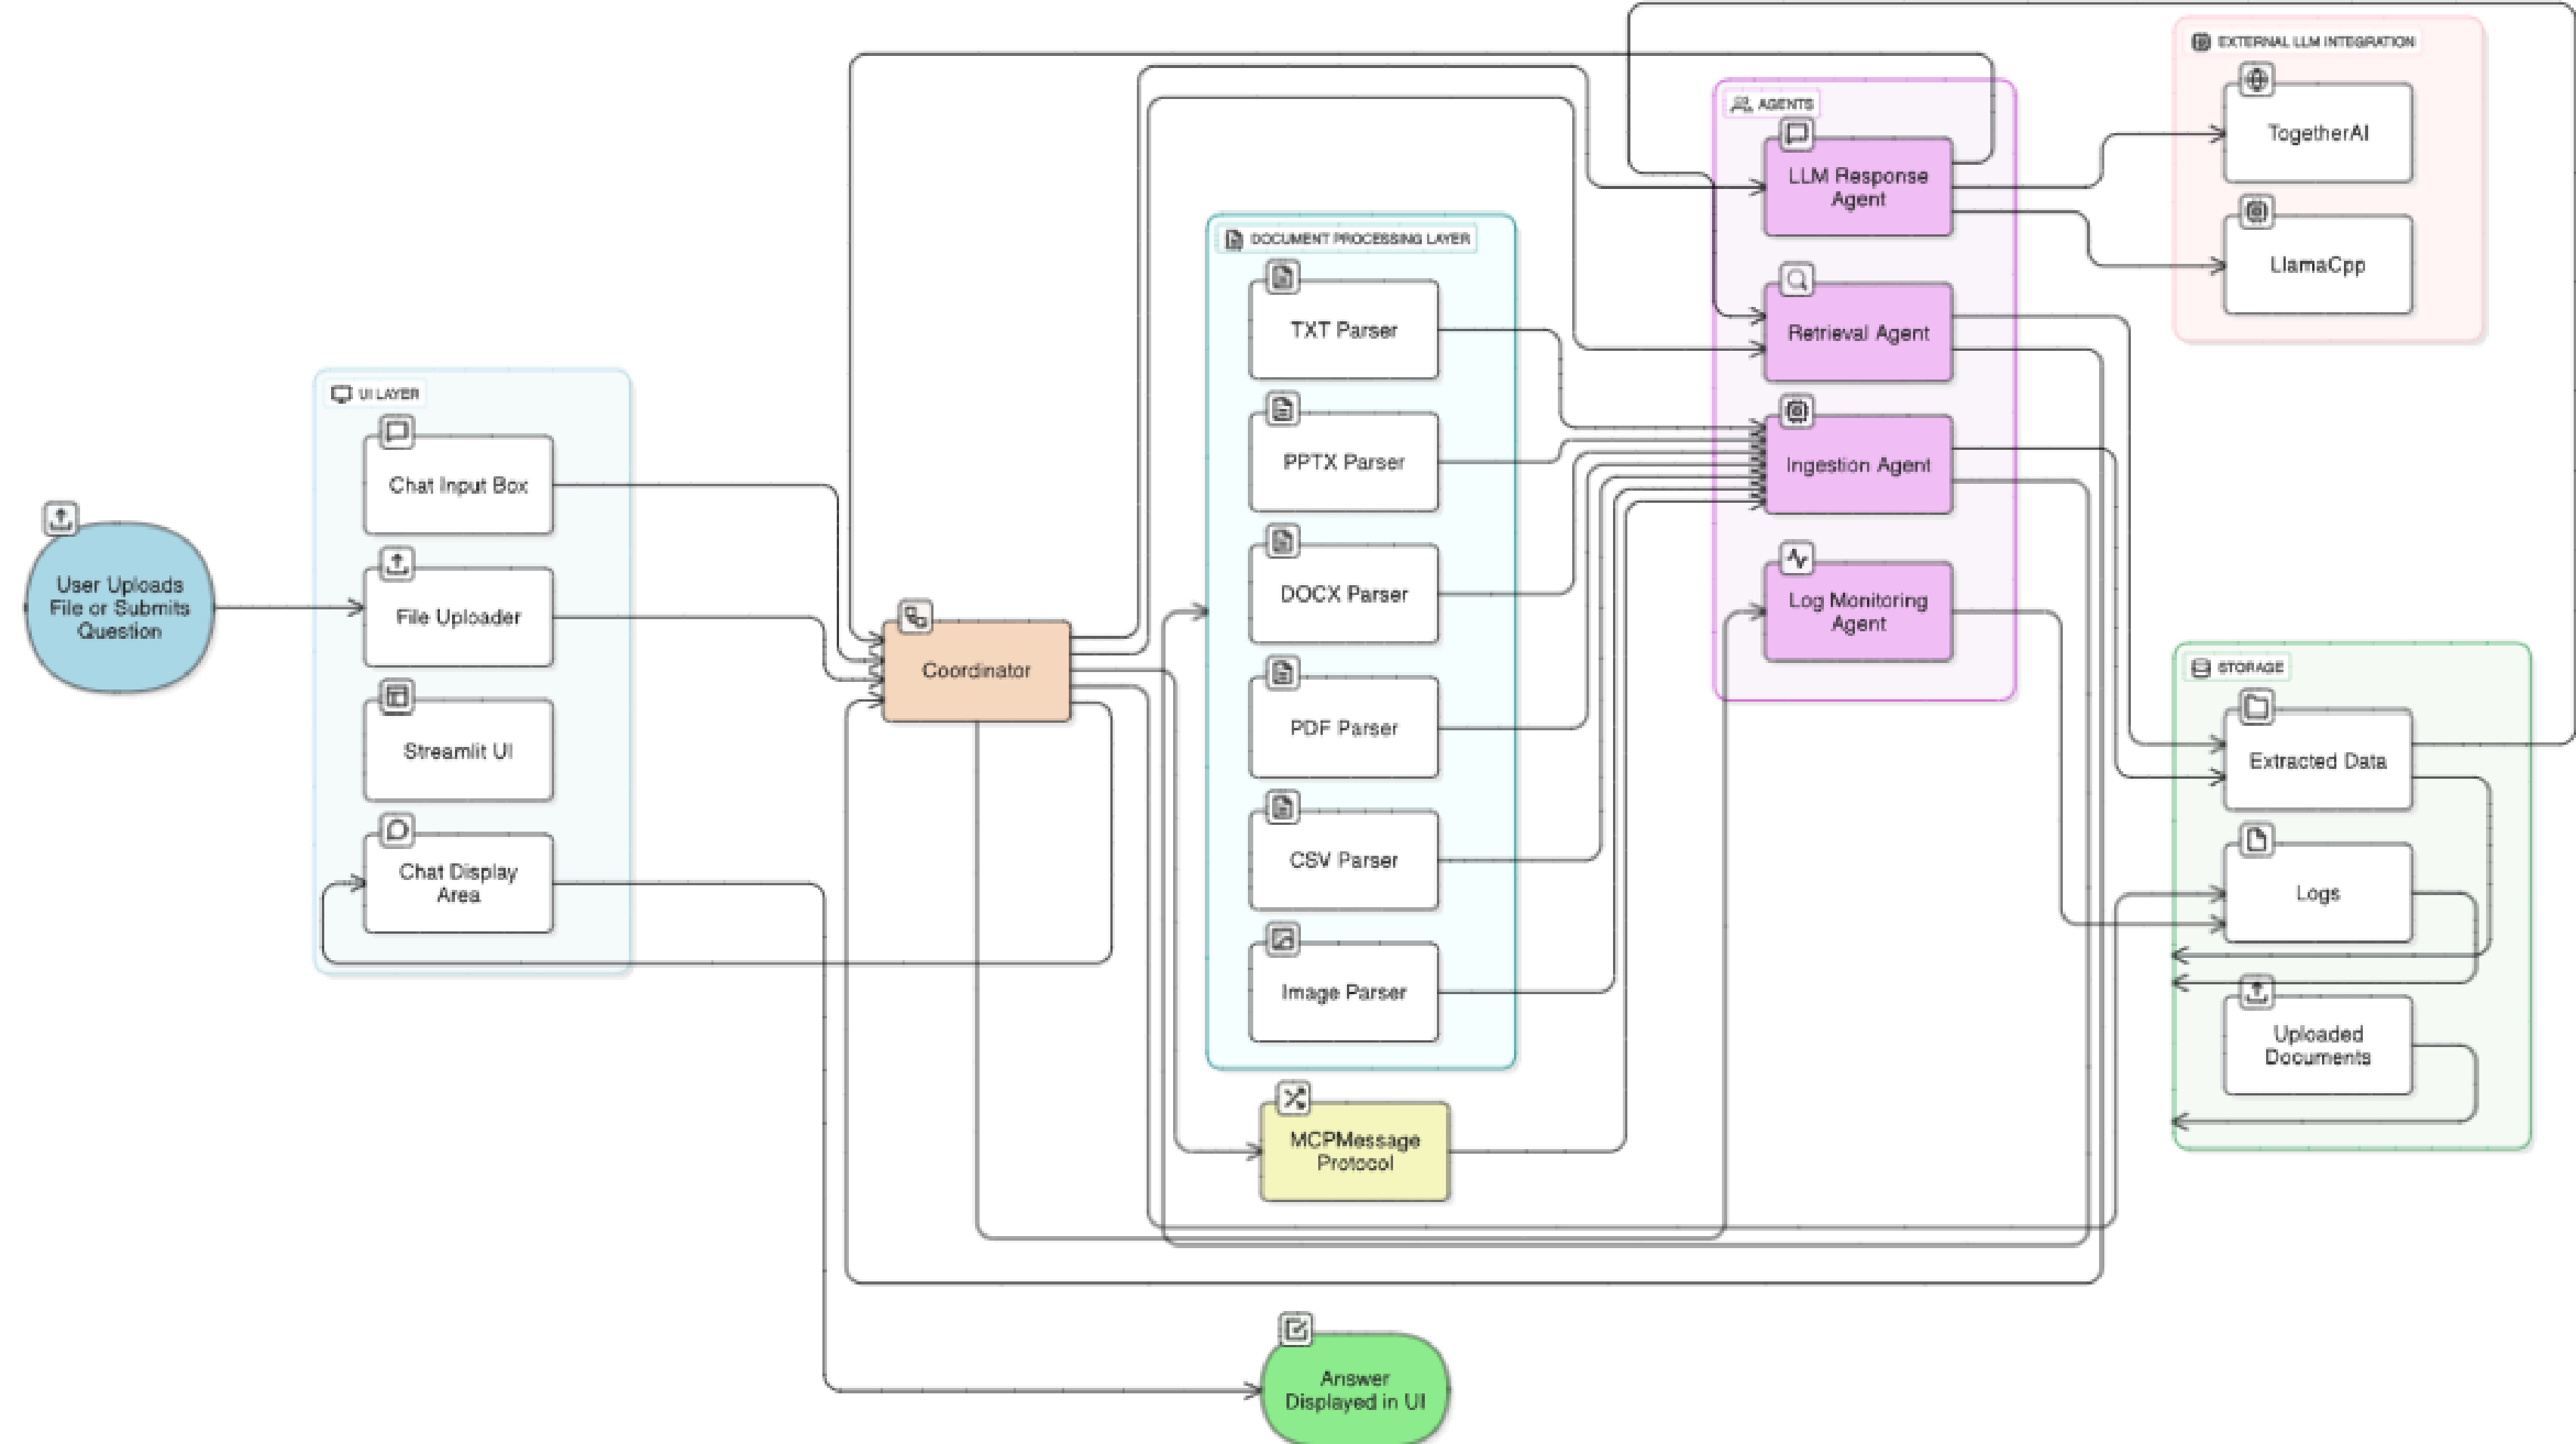 EXTERNAL LLM INTEGRATION
TogetherAI
LlamaCpp
AGENTS
LLM Response
Agent
Retrieval Agent
Ingestion Agent
Log Monitoring
Agent
DOCUMENT PROCESSING LAYER
TXT Parser
PPTX Parser
DOCX Parser
PDF Parser
CSV Parser
Image Parser
UI LAYER
Chat Input Box
File Uploader
Streamlit UI
Chat Display
Area
User Uploads
File or Submits
Question
Coordinator
STORAGE
Extracted Data
Logs
Uploaded
Documents
MCPMessage
Protocol
Answer
Displayed in UI